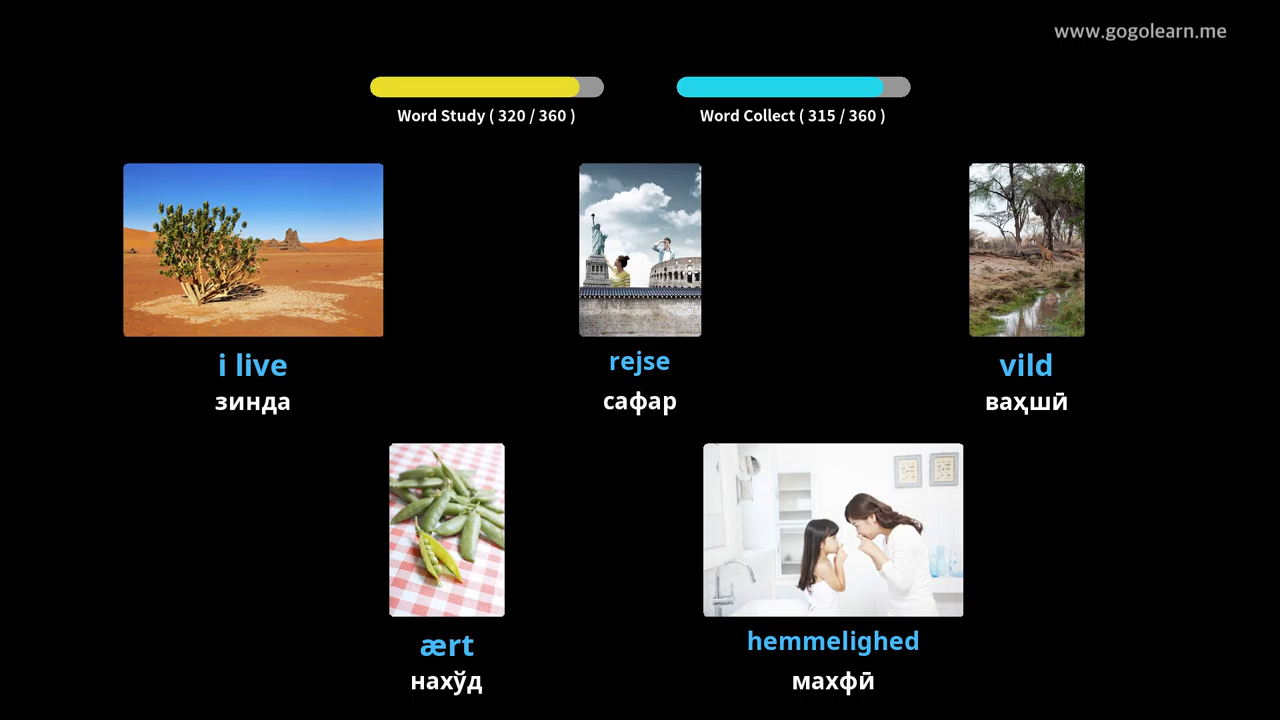 www.gogolearn.me
Word Study ( 320 / 360 )
Word Collect ( 315 / 360 )
i live
зинда
rejse
сафар
vild
ваҳшӣ
ært
нахӯд
hemmelighed
махфӣ